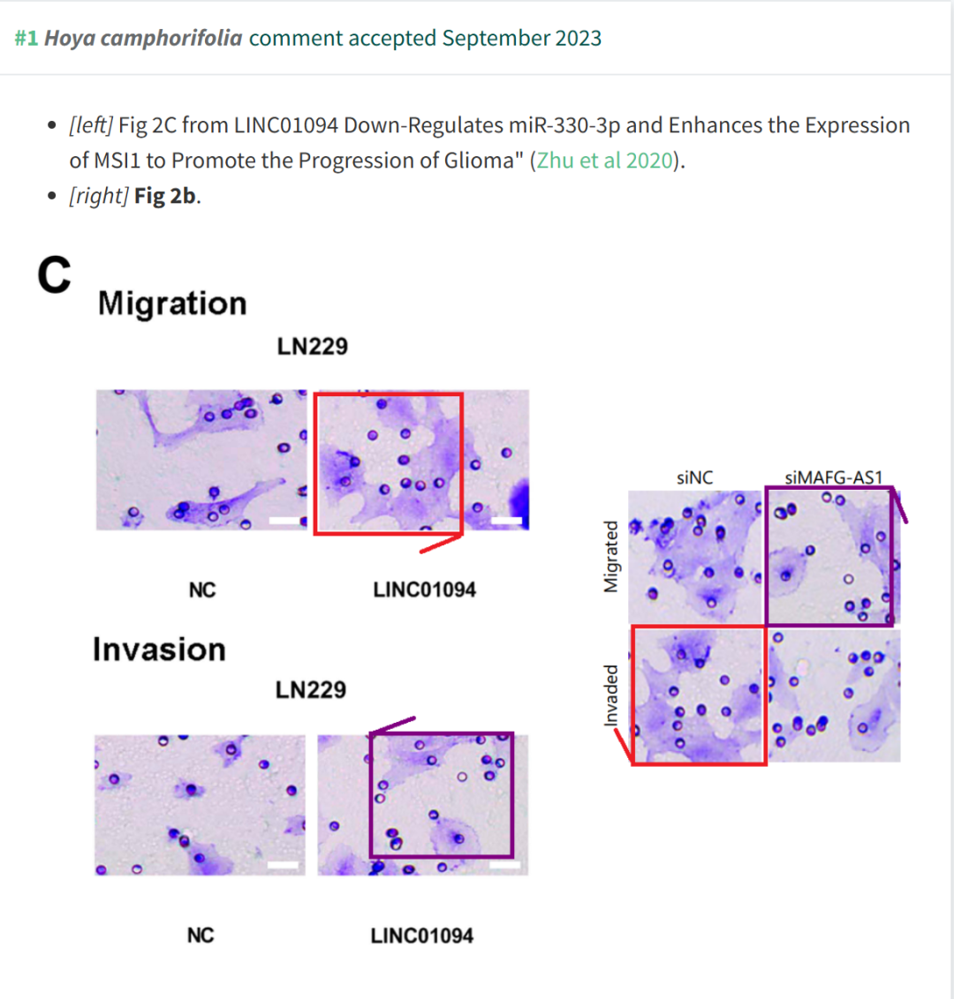 #1 Hoya camphorifolia comment accepted September 2023
• [left] Fig 2C from LINC01094 Down-Regulates miR-330-3p and Enhances the Expression
of MSI1 to Promote the Progression of Glioma" (Zhu et al 2020).
• [right] Fig 2b.
C
Migration
LN229
NC
LINC01094
Invasion
LN229
NC
LINC01094
siNC
siMAFG-AS1
Migrated
Invaded